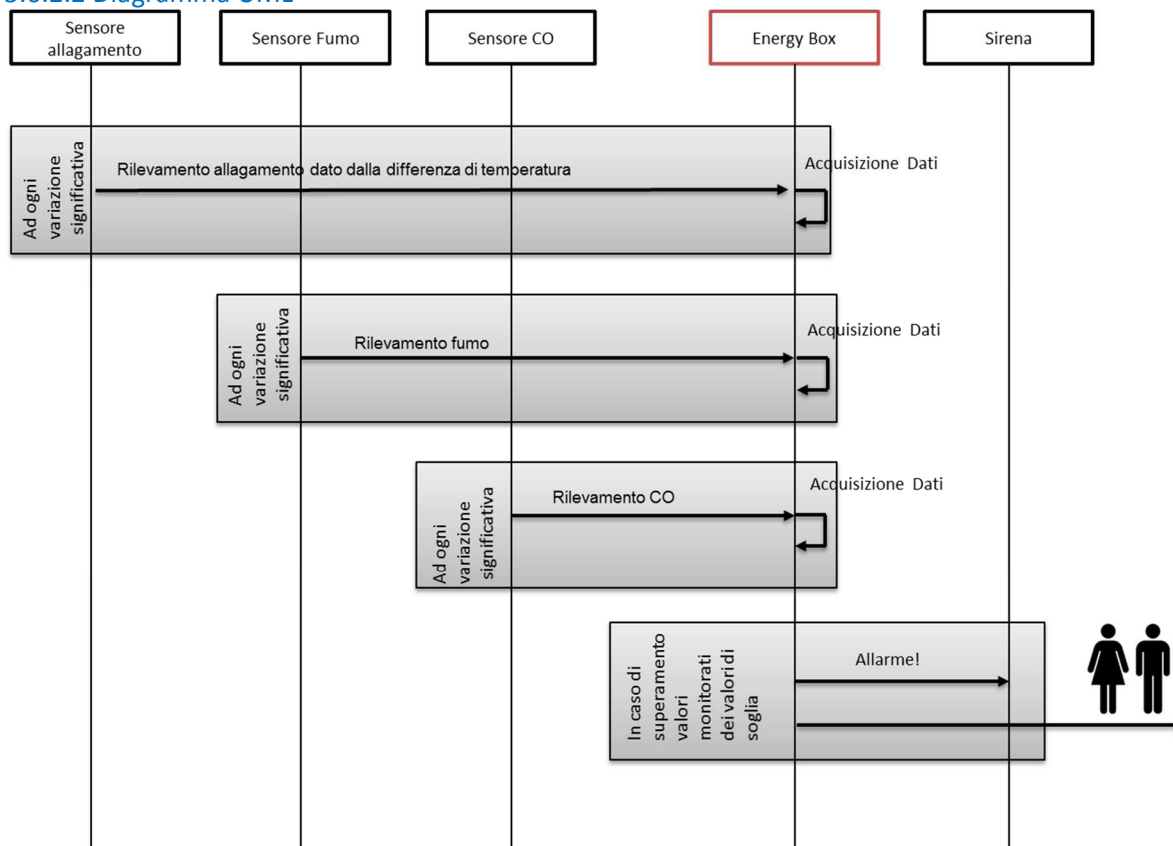 Diagramma UML
Sensore
allagamento
Sensore Fumo
Sensore CO
Energy Box
Sirena
Ad ogni
variazione
significativa
Rilevamento allagamento dato dalla differenza di temperatura
Acquisizione Dati
Ad ogni
variazione
significativa
Rilevamento fumo
Acquisizione Dati
Ad ogni
variazione
significativa
Rilevamento CO
Acquisizione Dati
In caso di
superamento
valori
monitorati
dei valori di
soglia
Allarme!